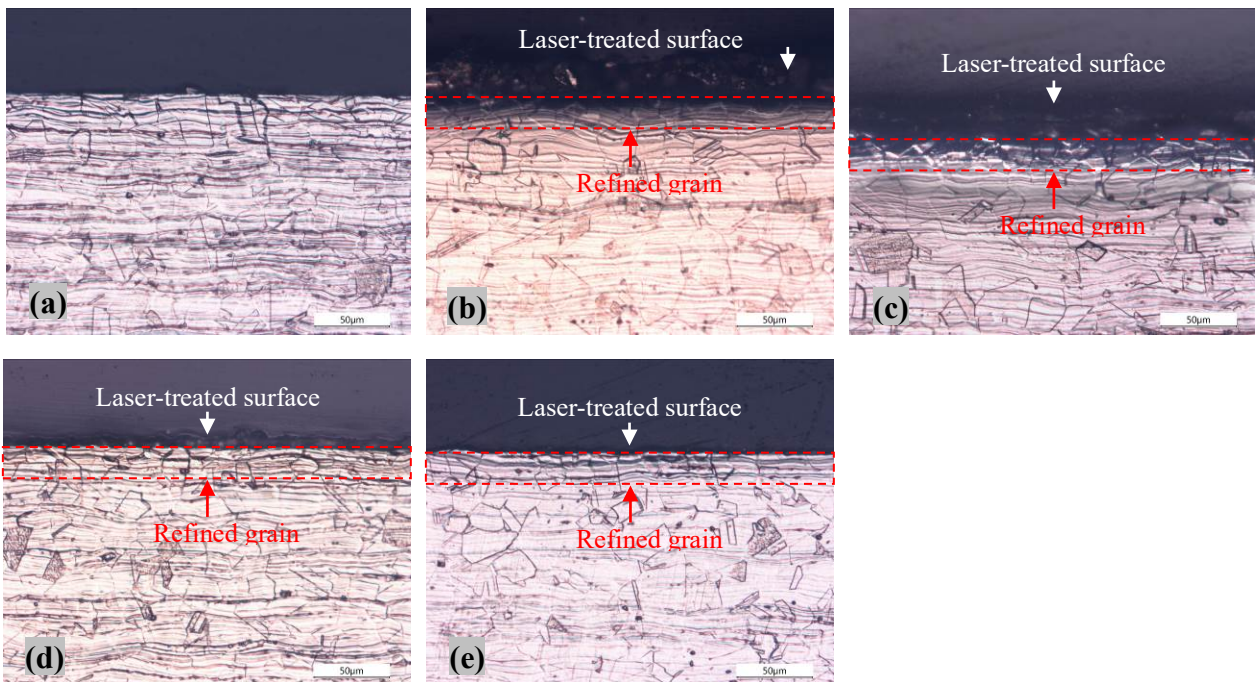 (a)
50μm
Laser-treated surface
Refined grain
(b)
50μm
Laser-treated surface
Refined grain
(c)
50μm
Laser-treated surface
Refined grain
(d)
50μm
Laser-treated surface
Refined grain
(e)
50μm